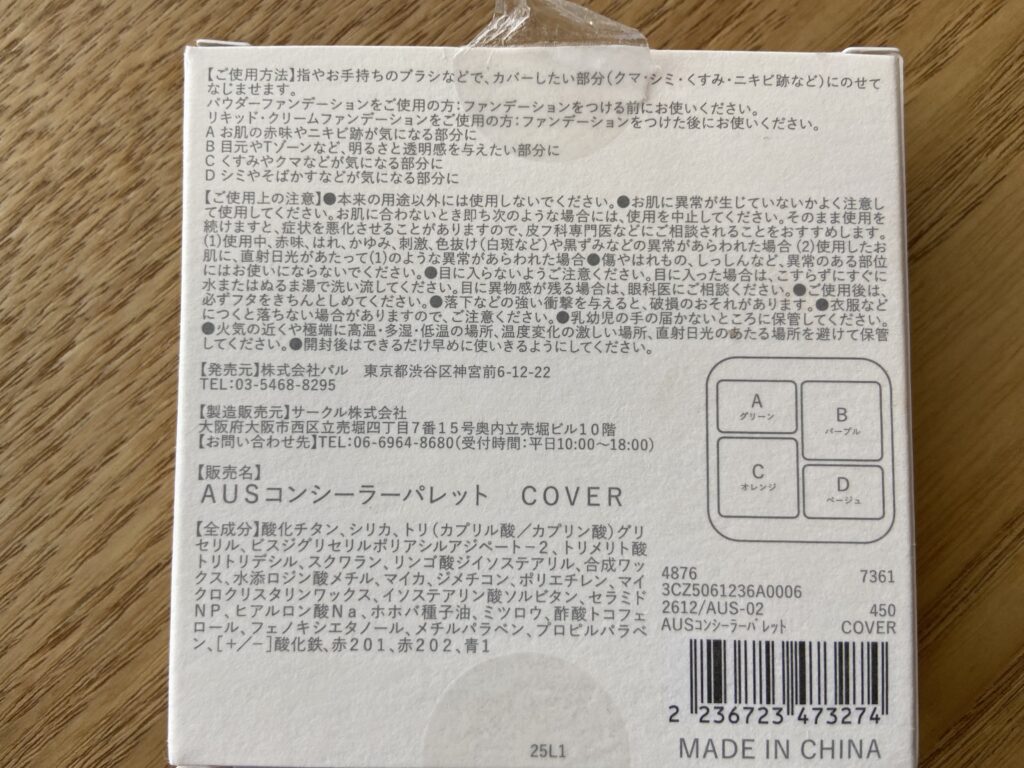 【ご使用方法】指やお手持ちのブラシなどで、カバーしたい部分(クマ・シミ・くすみ・ニキビ跡など)にのせて
なじませます。
パウダーファンデーションをご使用の方:ファンデーションをつける前にお使いください。
リキッド・クリームファンデーションをご使用の方:ファンデーションをつけた後にお使いください。
A お肌の赤味やニキビ跡が気になる部分に
B 目元やTゾーンなど、明るさと透明感を与えたい部分に
C くすみやクマなどが気になる部分に
D シミやそばかすなどが気になる部分に
【ご使用上の注意】●本来の用途以外には使用しないでください。●お肌に異常が生じていないかよく注意し
て使用してください。お肌に合わないとき即ち次のような場合には、使用を中止してください。そのまま使用を
続けますと、症状を悪化させることがありますので、皮フ科専門医などにご相談されることをおすすめします。
(1)使用中、赤味、はれ、かゆみ、刺激、色抜け(白斑など)や黒ずみなどの異常があらわれた場合 (2)使用したお
肌に、直射日光があたって(1)のような異常があらわれた場合●傷やはれもの、しっしんなど、異常のある部位
にはお使いにならないでください。●目に入らないようご注意ください。目に入った場合は、こすらずにすぐに
水またはぬるま湯で洗い流してください。目に異物感が残る場合は、眼科医にご相談ください。●ご使用後は、
必ずフタをきちんとしめてください。●落下などの強い衝撃を与えると、破損のおそれがあります。●衣服など
につくと落ちない場合がありますので、ご注意ください。●乳幼児の手の届かないところに保管してください。
●火気の近くや極端に高温・多湿・低温の場所、温度変化の激しい場所、直射日光のあたる場所を避けて保管
してください。●開封後はできるだけ早めに使いきるようにしてください。
【発売元】株式会社パル 東京都渋谷区神宮前6-12-22
TEL:03-5468-8295
【製造販売元】サークル株式会社
大阪府大阪市西区立売堀四丁目7番15号奥内立売堀ビル10階
【お問い合わせ先】TEL:06-6964-8680(受付時間:平日10:00~18:00)
【販売名】
AUSコンシーラーパレット COVER
【全成分】酸化チタン、シリカ、トリ(カプリル酸/カプリン酸)グリ
セリル、ビスジグリセリルポリアシルアジペート-2、トリメリト酸
トリトリデシル、スクワラン、リンゴ酸ジイソステアリル、合成ワッ
クス、水添ロジン酸メチル、マイカ、ジメチコン、ポリエチレン、マイ
クロクリスタリンワックス、イソステアリン酸ソルビタン、セラミド
NP、ヒアルロン酸Na、ホホバ種子油、ミツロウ、酢酸トコフェ
ロール、フェノキシエタノール、メチルパラベン、プロピルパラベ
ン、[+/-]酸化鉄、赤201、赤202、青1
A
グリーン
B
パープル
C
オレンジ
D
ベージュ
4876 7361
3CZ5061236A0006
2612/AUS-02 450
AUSコンシーラーパレット COVER
2 236723 473274
25L1
MADE IN CHINA